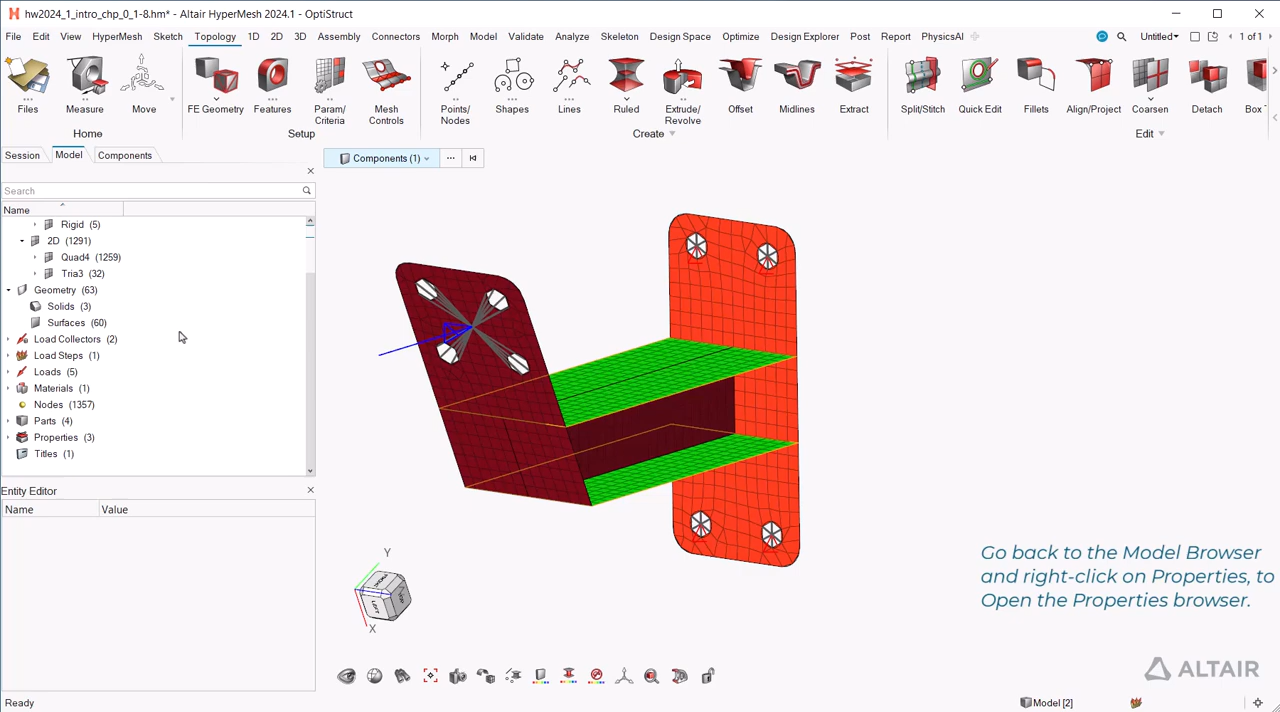 hw2024_1_intro_chp_0_1-8.hm* - Altair HyperMesh 2024.1 - OptiStruct
File Edit View HyperMesh Sketch Topology 1D 2D 3D Assembly Connectors Morph Model Validate Analyze Skeleton Design Space Optimize Design Explorer Post Report PhysicsAI Untitled 1 of 1
Files Measure Move FE Geometry Features Param/ Criteria Mesh Controls Points/ Nodes Shapes Lines Ruled Extrude/ Revolve Offset Midlines Extract Split/Stitch Quick Edit Fillets Align/Project Coarsen Detach Box
Home Setup Create Edit
Session Model Components
Components (1) ...
Search
Name
Rigid (5)
2D (1291)
Quad4 (1259)
Tria3 (32)
Geometry (63)
Solids (3)
Surfaces (60)
Load Collectors (2)
Load Steps (1)
Loads (5)
Materials (1)
Nodes (1357)
Parts (4)
Properties (3)
Titles (1)
Entity Editor
Name Value
Y
X
LEFT
Go back to the Model Browser
and right-click on Properties, to
Open the Properties browser.
ALTAIR
Ready
Model [2]